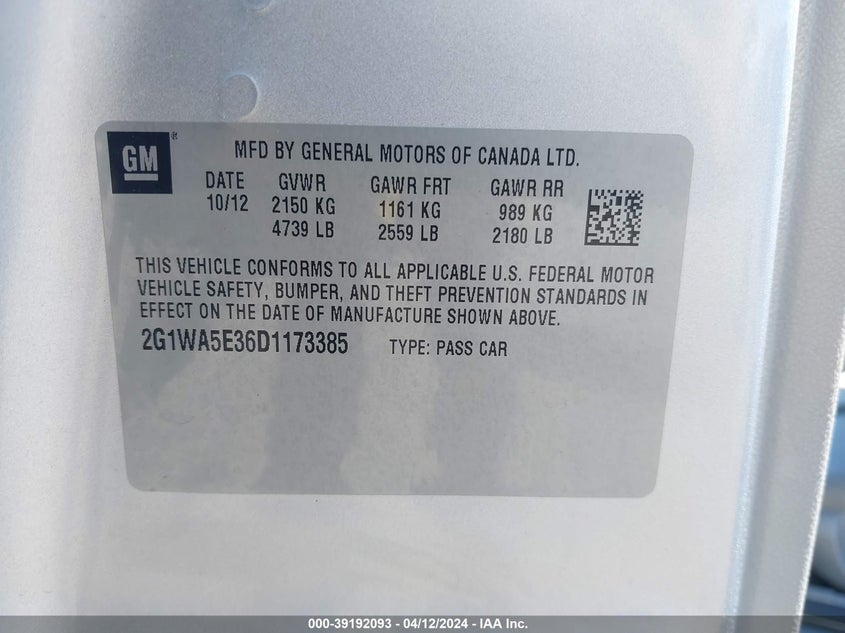 GM®
MFD BY GENERAL MOTORS OF CANADA LTD.
DATE GVWR GAWR FRT GAWR RR
10/12 2150 KG 1161 KG 989 KG
4739 LB 2559 LB 2180 LB
THIS VEHICLE CONFORMS TO ALL APPLICABLE U.S. FEDERAL MOTOR
VEHICLE SAFETY, BUMPER, AND THEFT PREVENTION STANDARDS IN
EFFECT ON THE DATE OF MANUFACTURE SHOWN ABOVE.
2G1WA5E36D1173385 TYPE: PASS CAR
000-39192093 - 04/12/2024 - IAA Inc.